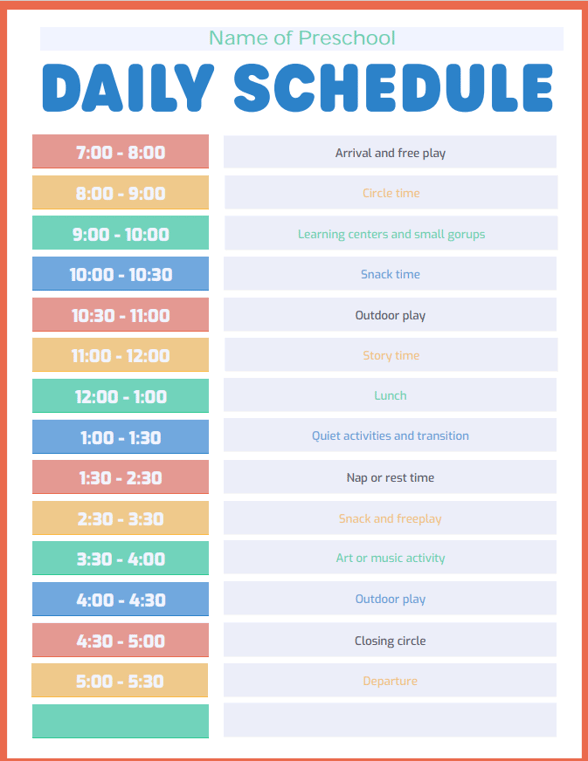 Name of Preschool
DAILY SCHEDULE
7:00 - 8:00 Arrival and free play
8:00 - 9:00 Circle time
9:00 - 10:00 Learning centers and small gorups
10:00 - 10:30 Snack time
10:30 - 11:00 Outdoor play
11:00 - 12:00 Story time
12:00 - 1:00 Lunch
1:00 - 1:30 Quiet activities and transition
1:30 - 2:30 Nap or rest time
2:30 - 3:30 Snack and freeplay
3:30 - 4:00 Art or music activity
4:00 - 4:30 Outdoor play
4:30 - 5:00 Closing circle
5:00 - 5:30 Departure